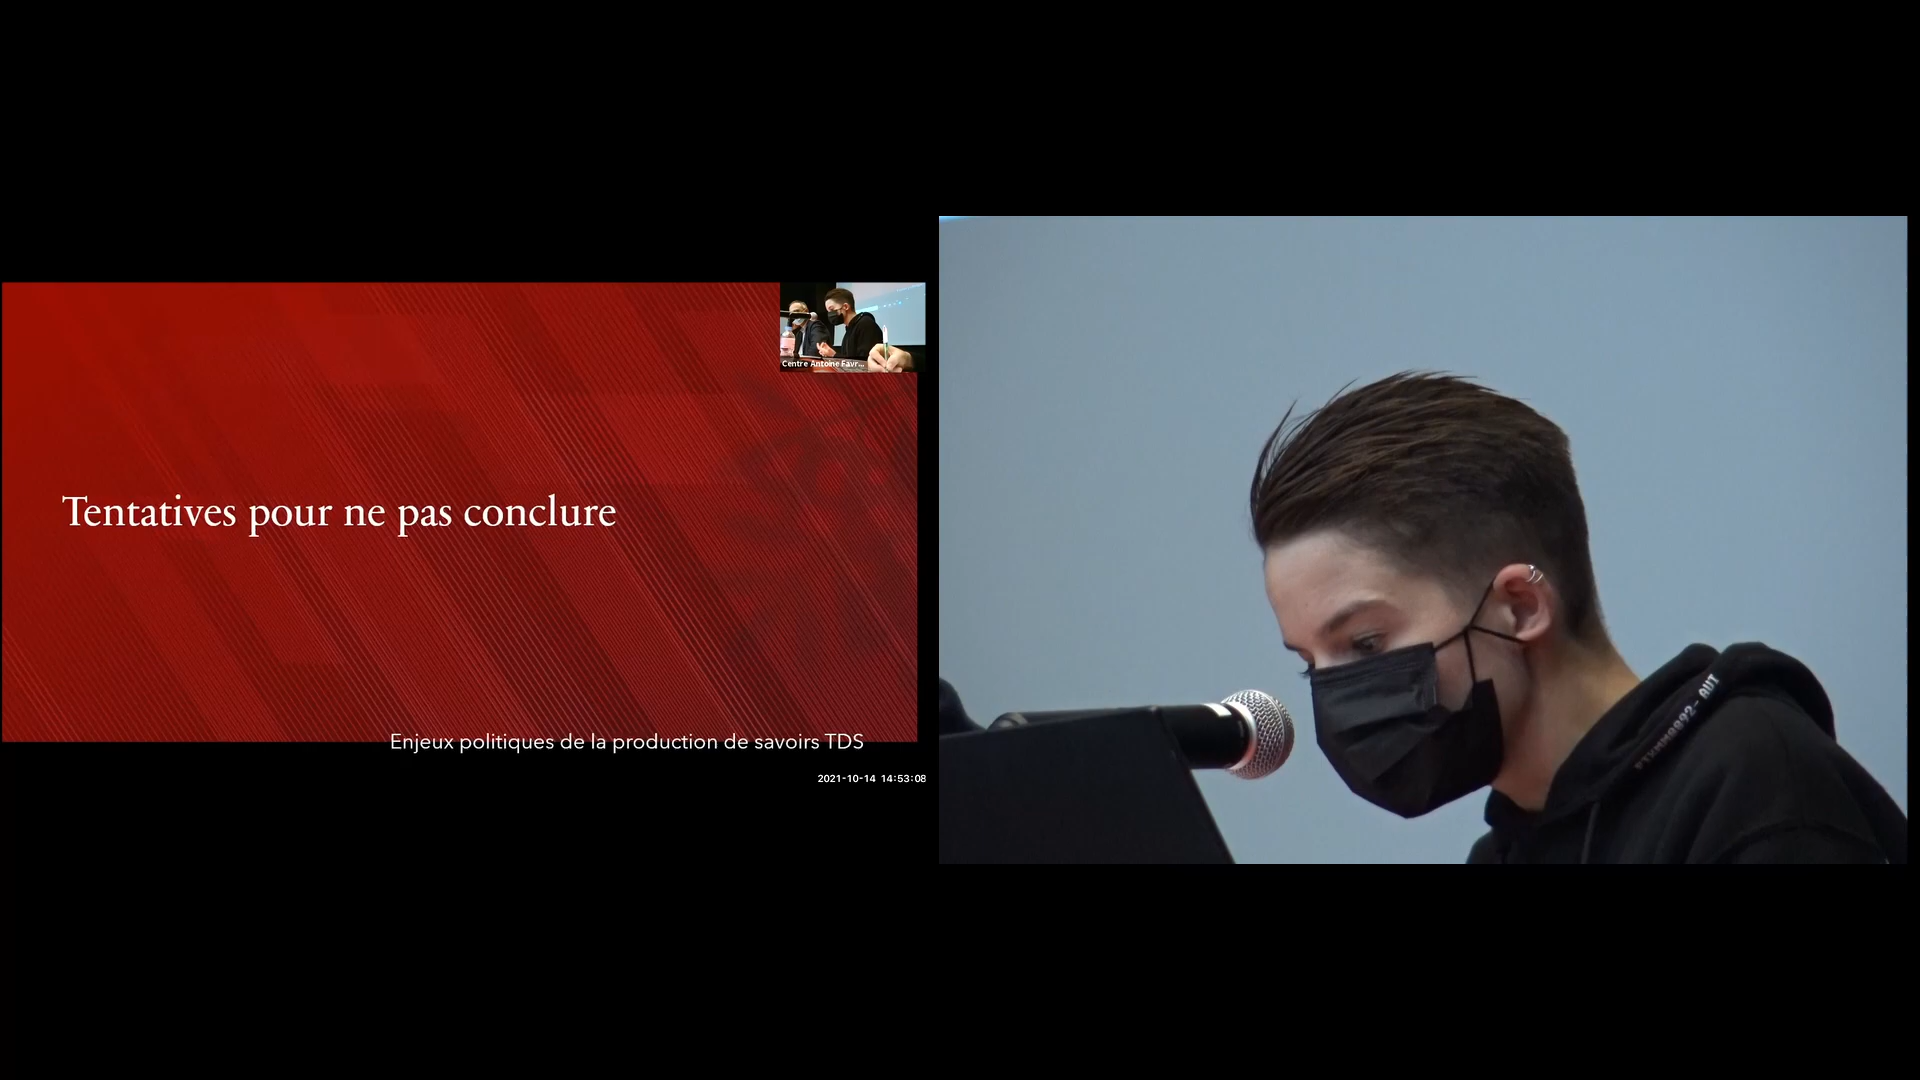 Centre Antoine Favr...
Tentatives pour ne pas conclure
Enjeux politiques de la production de savoirs TDS
2021-10-14 14:53:08